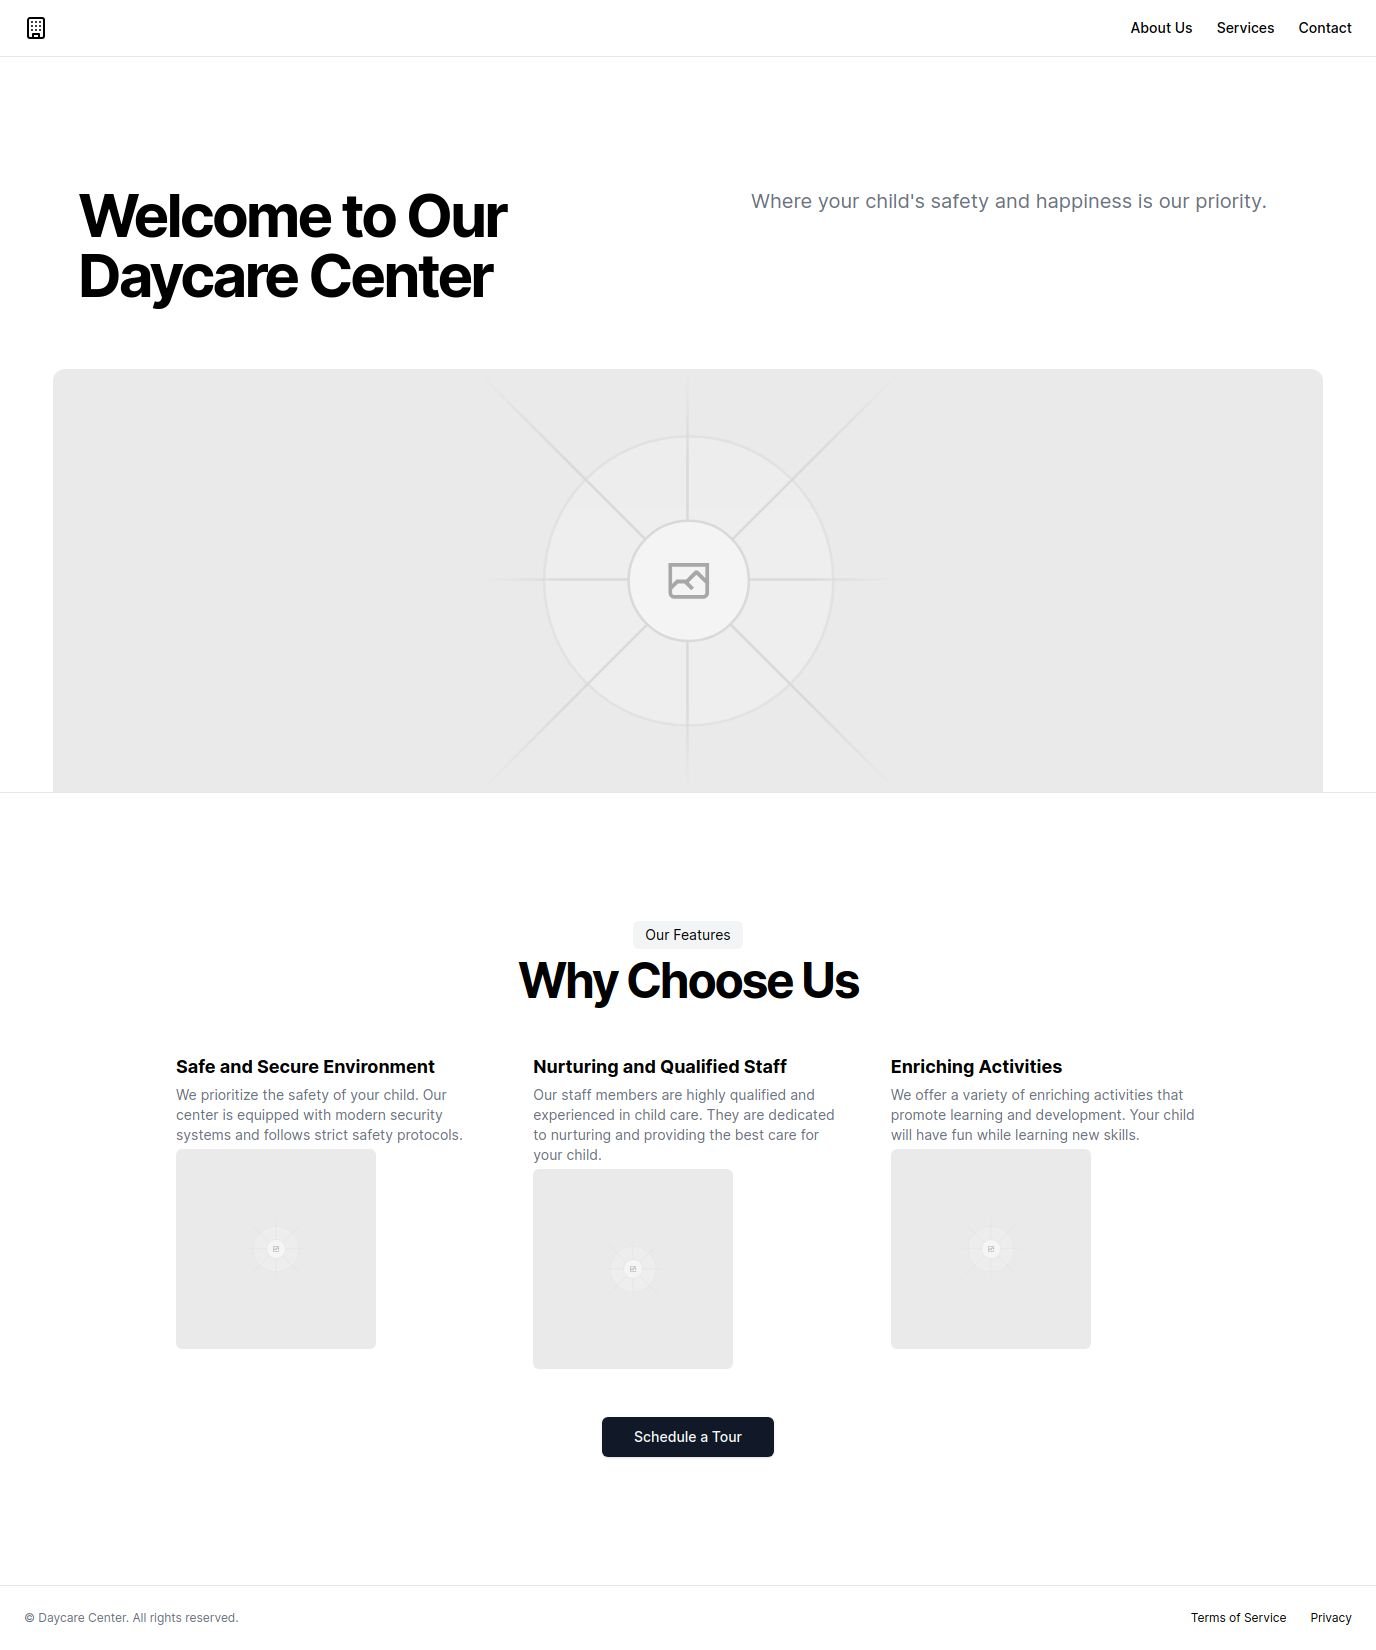 About Us
Services
Contact
Welcome to Our
Daycare Center
Where your child's safety and happiness is our priority.
Our Features
Why Choose Us
Safe and Secure Environment
We prioritize the safety of your child. Our
center is equipped with modern security
systems and follows strict safety protocols.
Nurturing and Qualified Staff
Our staff members are highly qualified and
experienced in child care. They are dedicated
to nurturing and providing the best care for
your child.
Enriching Activities
We offer a variety of enriching activities that
promote learning and development. Your child
will have fun while learning new skills.
Schedule a Tour
© Daycare Center. All rights reserved.
Terms of Service
Privacy